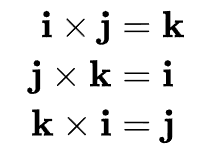 i × j = k
j × k = i
k × i = j